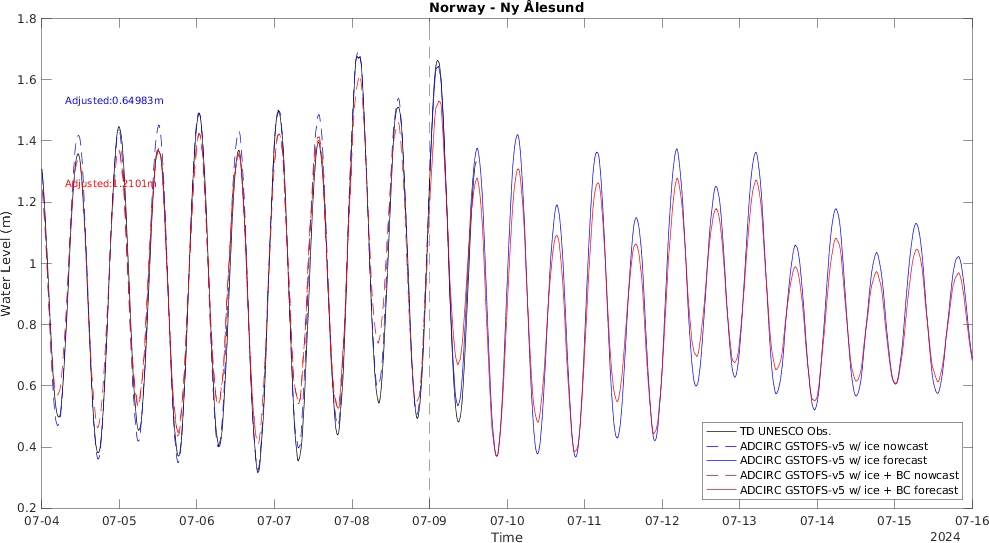 Norway - Ny Ålesund
1.8
1.6
1.4
1.2
1
0.8
0.6
0.4
0.2
Water Level (m)
Adjusted:0.64983m
Adjusted:1.2101m
TD UNESCO Obs.
ADCIRC GSTOFS-v5 w/ ice nowcast
ADCIRC GSTOFS-v5 w/ ice forecast
ADCIRC GSTOFS-v5 w/ ice + BC nowcast
ADCIRC GSTOFS-v5 w/ ice + BC forecast
07-04 07-05 07-06 07-07 07-08 07-09 07-10 07-11 07-12 07-13 07-14 07-15 07-16
Time
2024